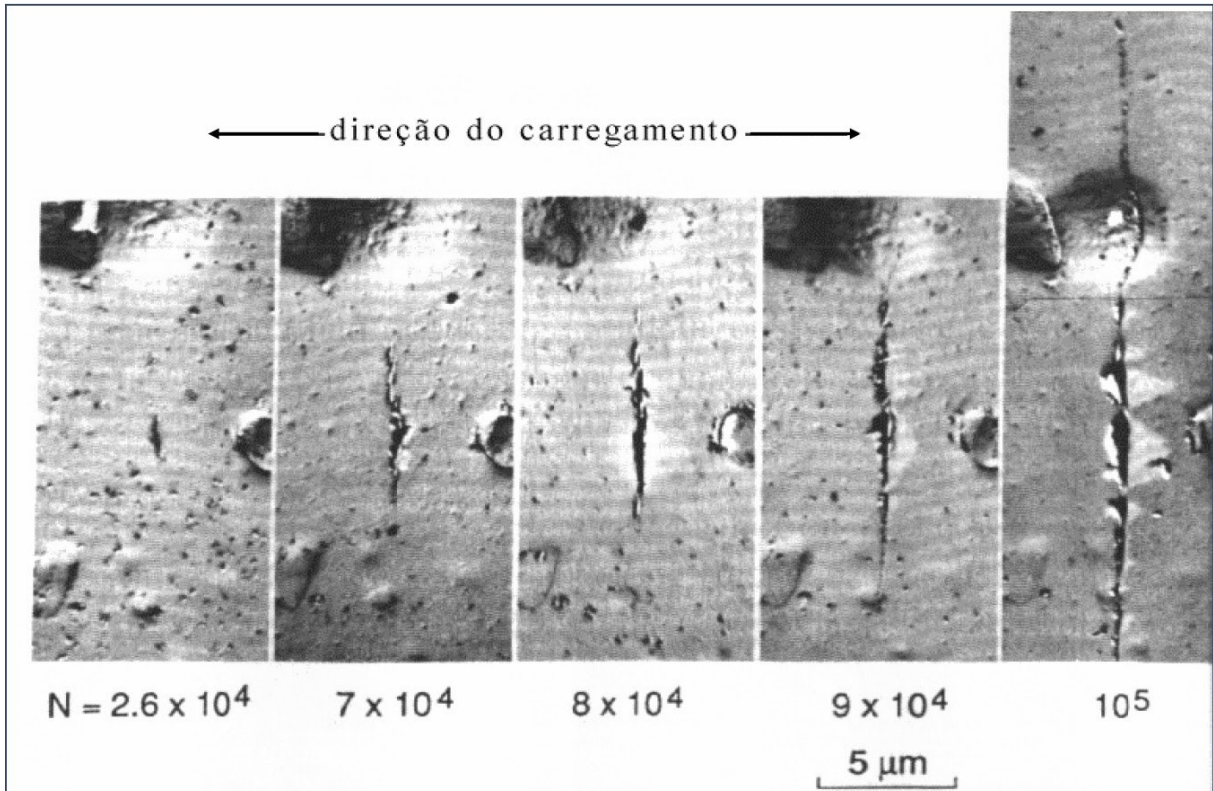 direção do carregamento
N = 2.6 x 10⁴
7 x 10⁴
8 x 10⁴
9 x 10⁴
10⁵
5 µm